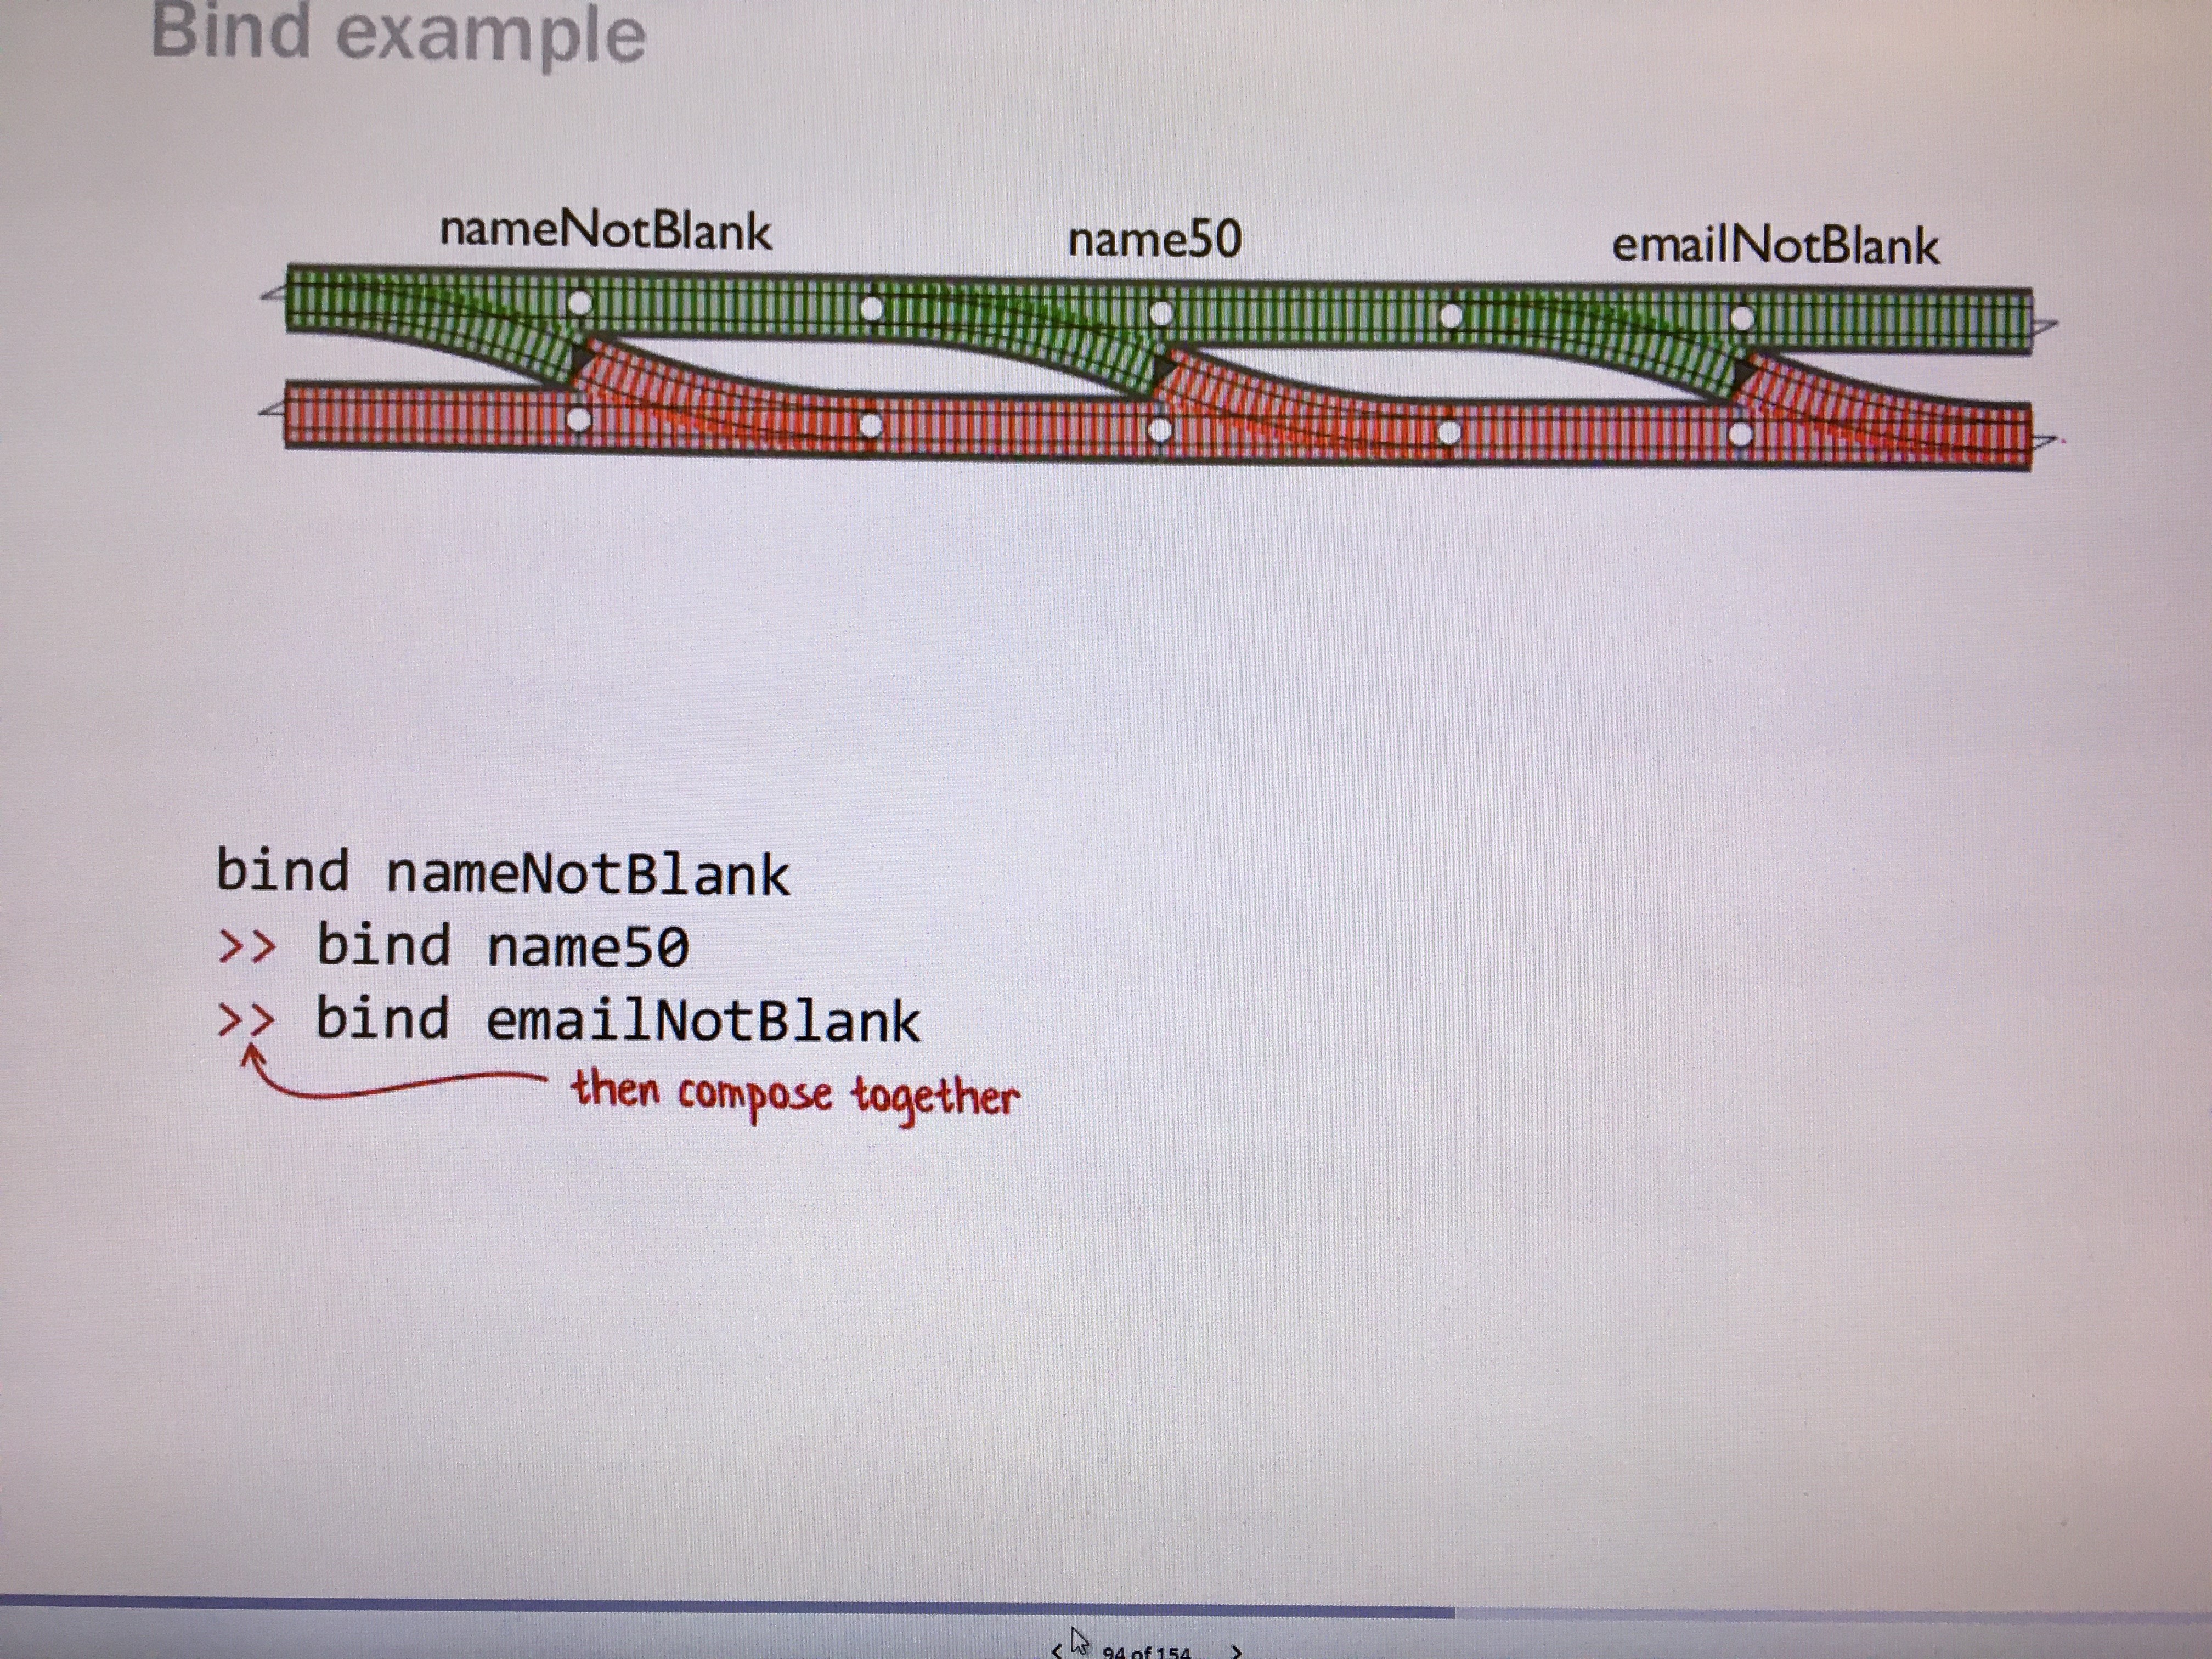 Bind example
nameNotBlank name50 emailNotBlank
bind nameNotBlank
>> bind name50
>> bind emailNotBlank
then compose together
< 94 of 154 >